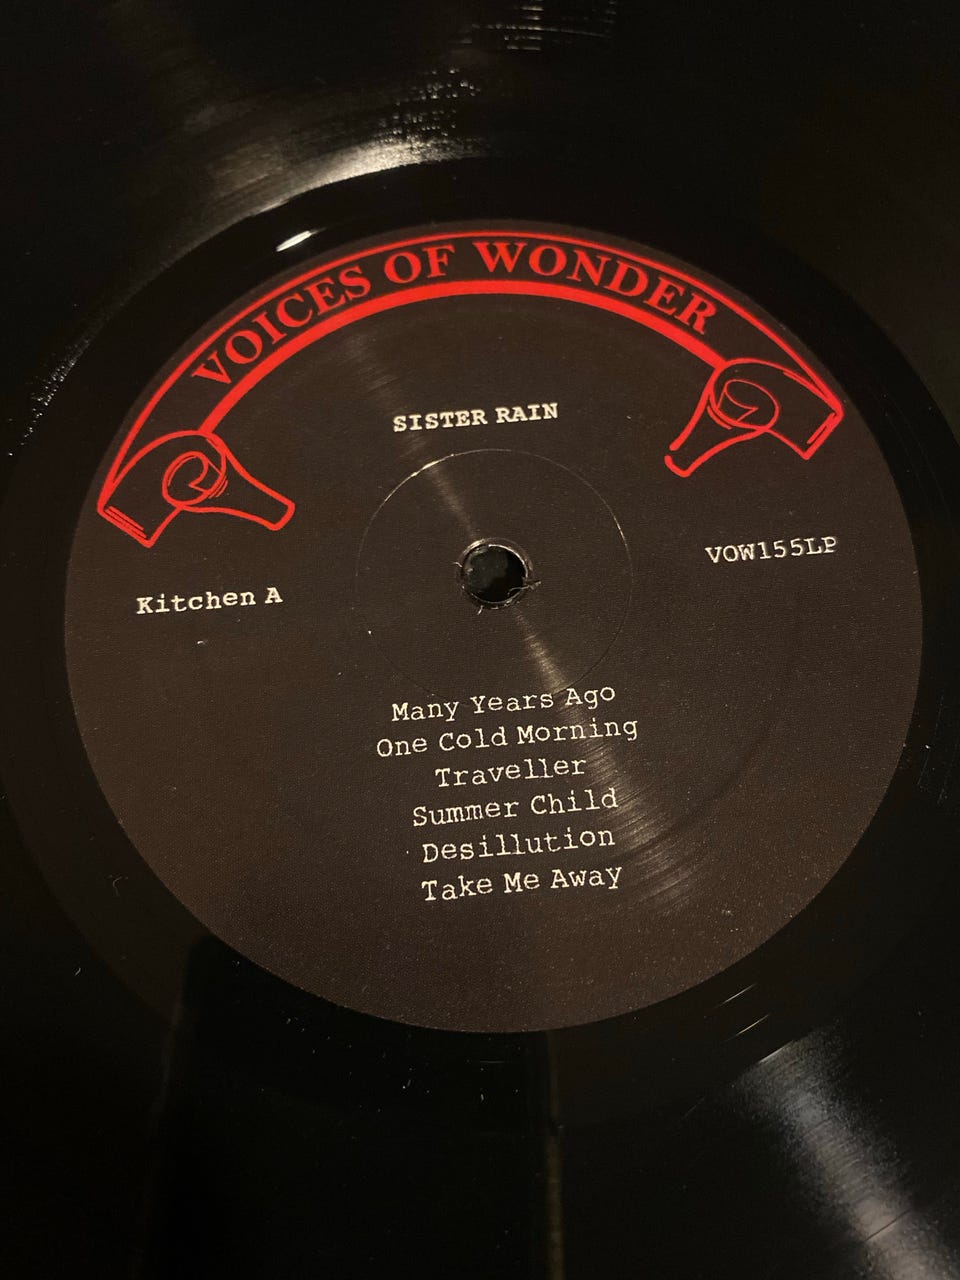 VOICES OF WONDER
SISTER RAIN
VOW155LP
Kitchen A
Many Years Ago
One Cold Morning
Traveller
Summer Child
Desillution
Take Me Away